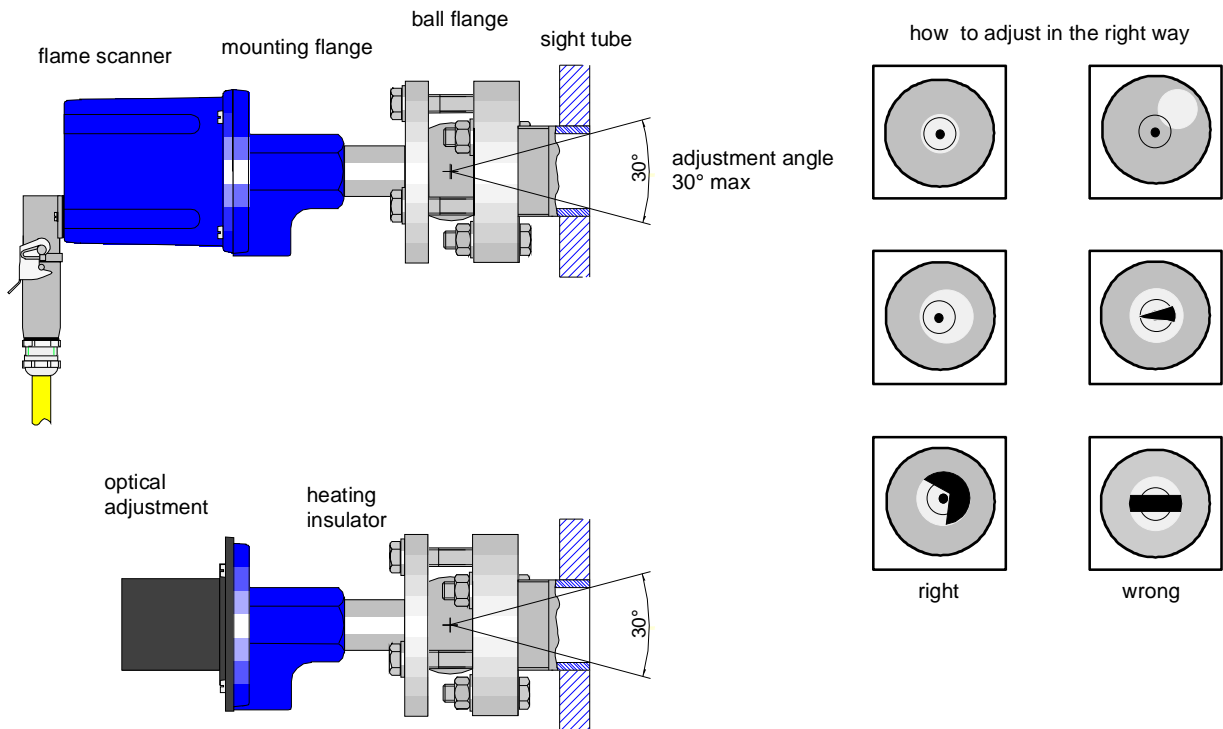 ball flange
mounting flange
sight tube
flame scanner
how to adjust in the right way
30°
adjustment angle
30° max
optical
adjustment
heating
insulator
30°
right
wrong